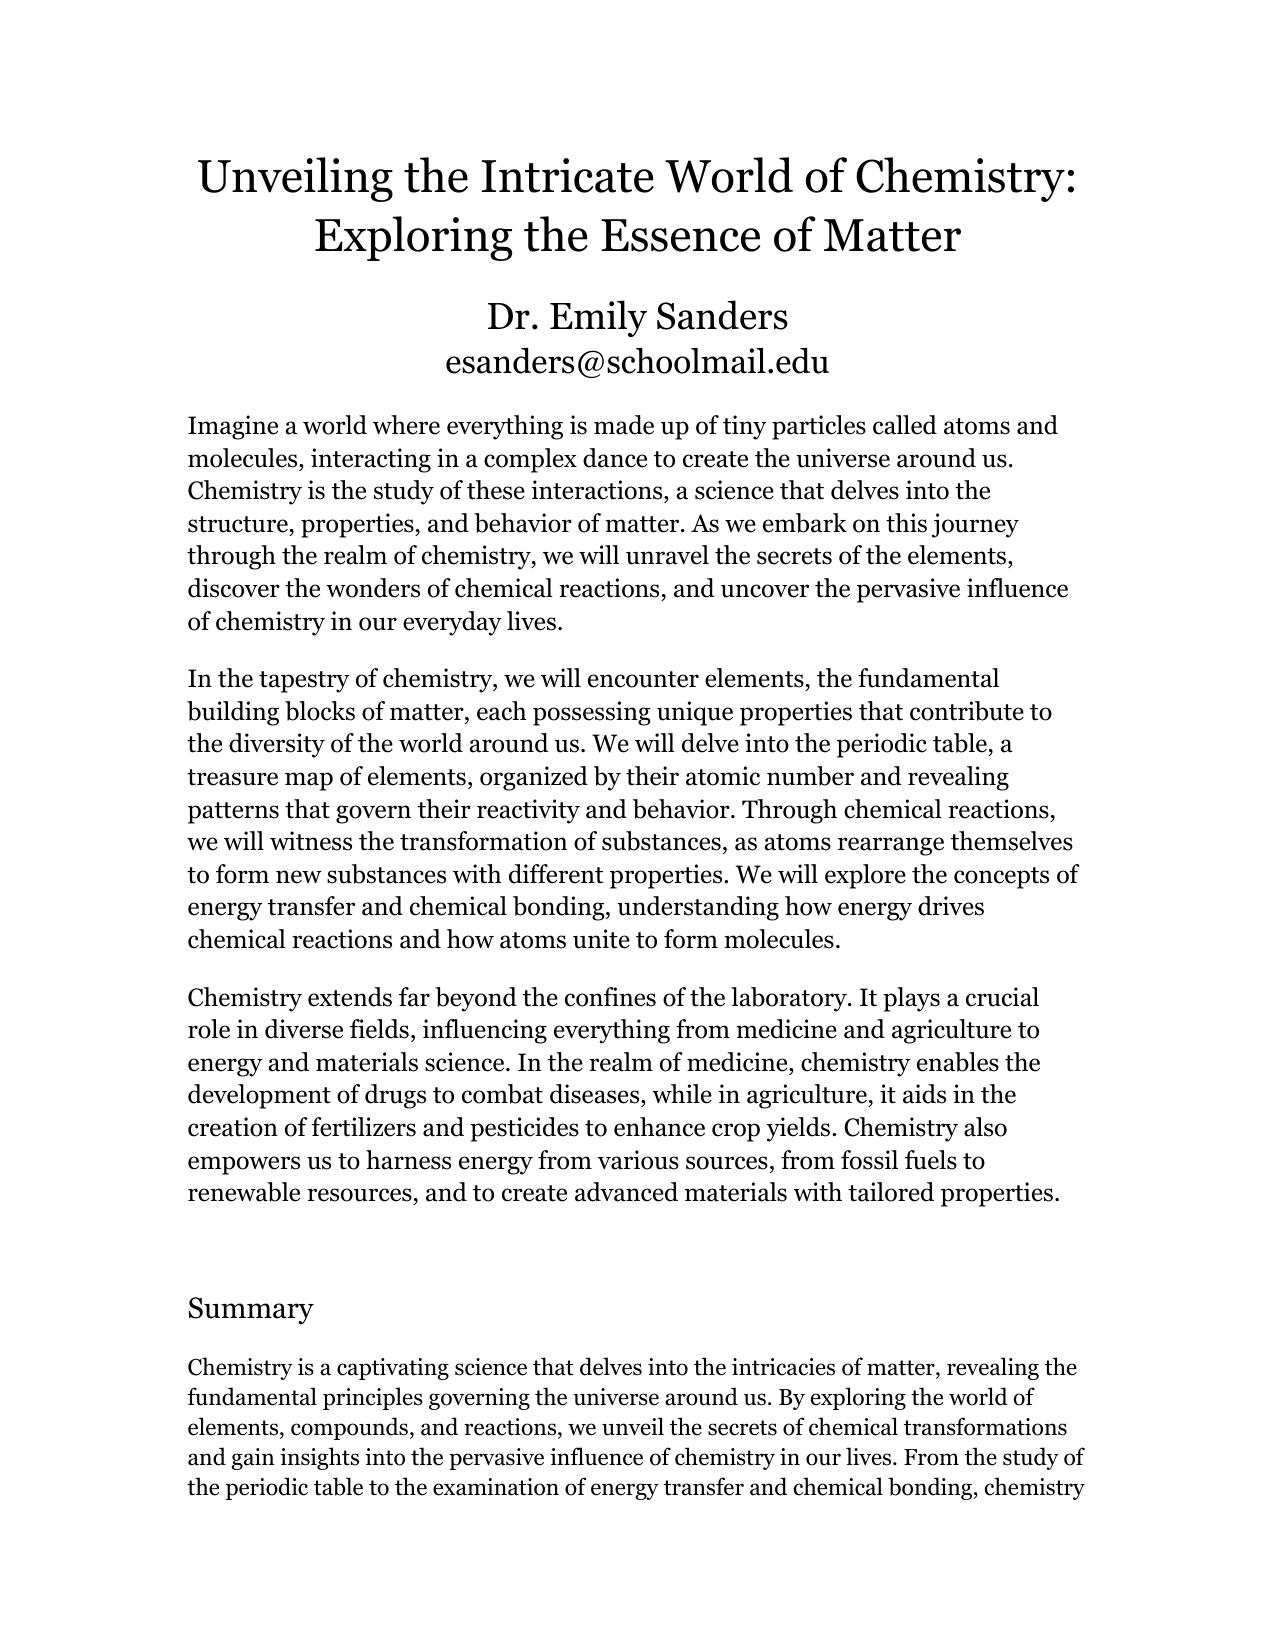 Unveiling the Intricate World of Chemistry:
Exploring the Essence of Matter
Dr. Emily Sanders
esanders@schoolmail.edu
Imagine a world where everything is made up of tiny particles called atoms and
molecules, interacting in a complex dance to create the universe around us.
Chemistry is the study of these interactions, a science that delves into the
structure, properties, and behavior of matter. As we embark on this journey
through the realm of chemistry, we will unravel the secrets of the elements,
discover the wonders of chemical reactions, and uncover the pervasive influence
of chemistry in our everyday lives.
In the tapestry of chemistry, we will encounter elements, the fundamental
building blocks of matter, each possessing unique properties that contribute to
the diversity of the world around us. We will delve into the periodic table, a
treasure map of elements, organized by their atomic number and revealing
patterns that govern their reactivity and behavior. Through chemical reactions,
we will witness the transformation of substances, as atoms rearrange themselves
to form new substances with different properties. We will explore the concepts of
energy transfer and chemical bonding, understanding how energy drives
chemical reactions and how atoms unite to form molecules.
Chemistry extends far beyond the confines of the laboratory. It plays a crucial
role in diverse fields, influencing everything from medicine and agriculture to
energy and materials science. In the realm of medicine, chemistry enables the
development of drugs to combat diseases, while in agriculture, it aids in the
creation of fertilizers and pesticides to enhance crop yields. Chemistry also
empowers us to harness energy from various sources, from fossil fuels to
renewable resources, and to create advanced materials with tailored properties.
Summary
Chemistry is a captivating science that delves into the intricacies of matter, revealing the
fundamental principles governing the universe around us. By exploring the world of
elements, compounds, and reactions, we unveil the secrets of chemical transformations
and gain insights into the pervasive influence of chemistry in our lives. From the study of
the periodic table to the examination of energy transfer and chemical bonding, chemistry